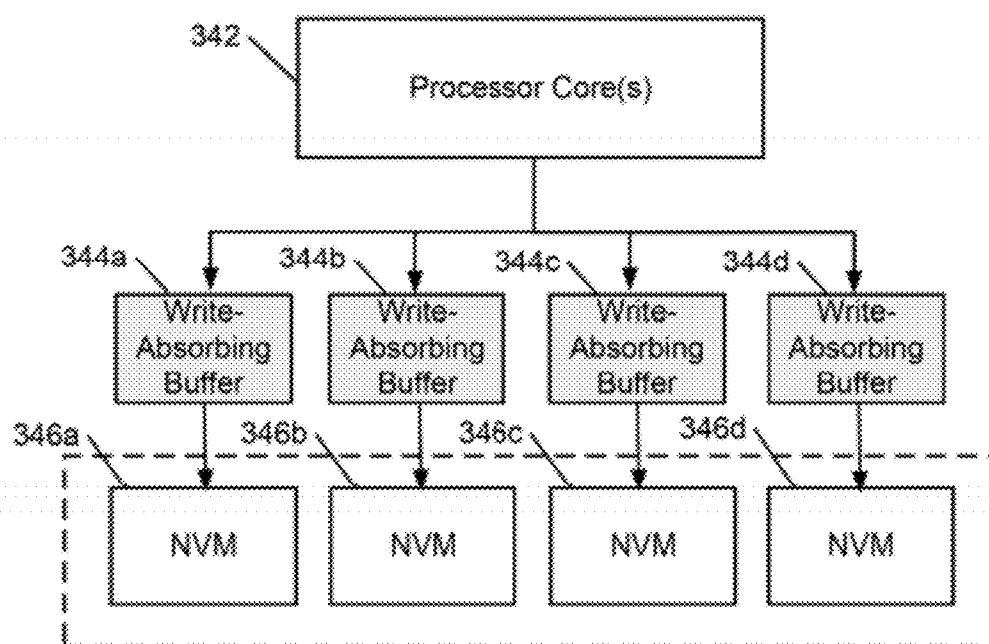 342
Processor Core(s)
344a
344b
344c
344d
Write-
Absorbing
Buffer
Write-
Absorbing
Buffer
Write-
Absorbing
Buffer
Write-
Absorbing
Buffer
346a
346b
346c
346d
NVM
NVM
NVM
NVM